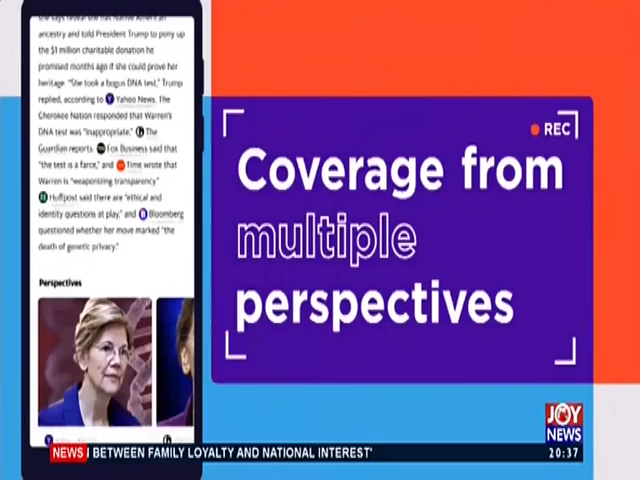 she says reveal she has Native American
ancestry and told President Trump to pony up
the $1 million charitable donation he
promised months ago if she could prove her
heritage. "She took a bogus DNA test," Trump
replied, according to Yahoo News. The
Cherokee Nation responded that Warren's
DNA test was "inappropriate," The
Guardian reports. Fox Business said that
"the test is a farce," and Time wrote that
Warren is "weaponizing transparency"
Huffpost said there are "ethical and
identity questions at play," and Bloomberg
questioned whether her move marked "the
death of genetic privacy."
Perspectives
REC
Coverage from
multiple
perspectives
JOY
NEWS
NEWS BETWEEN FAMILY LOYALTY AND NATIONAL INTEREST' 20:37